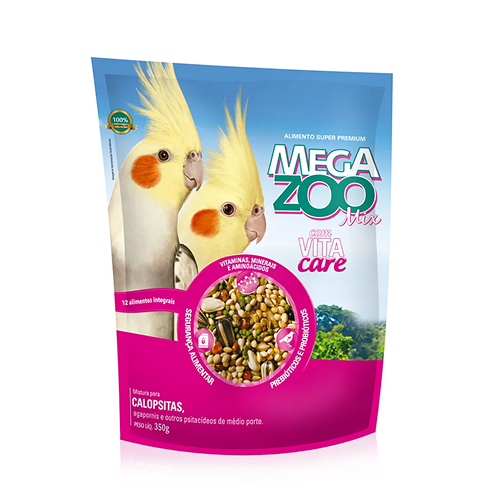 100%
ALIMENTO SUPER PREMIUM
MEGA
ZOO
Mix
com
VITA
care
VITAMINAS, MINERAIS
E AMINOÁCIDOS
12 alimentos integrais
SEGURANÇA ALIMENTAR
PREBIÓTICOS E PROBIÓTICOS
Mistura para
CALOPSITAS,
agapornis e outros psitacídeos de médio porte.
PESO LÍQ. 350g